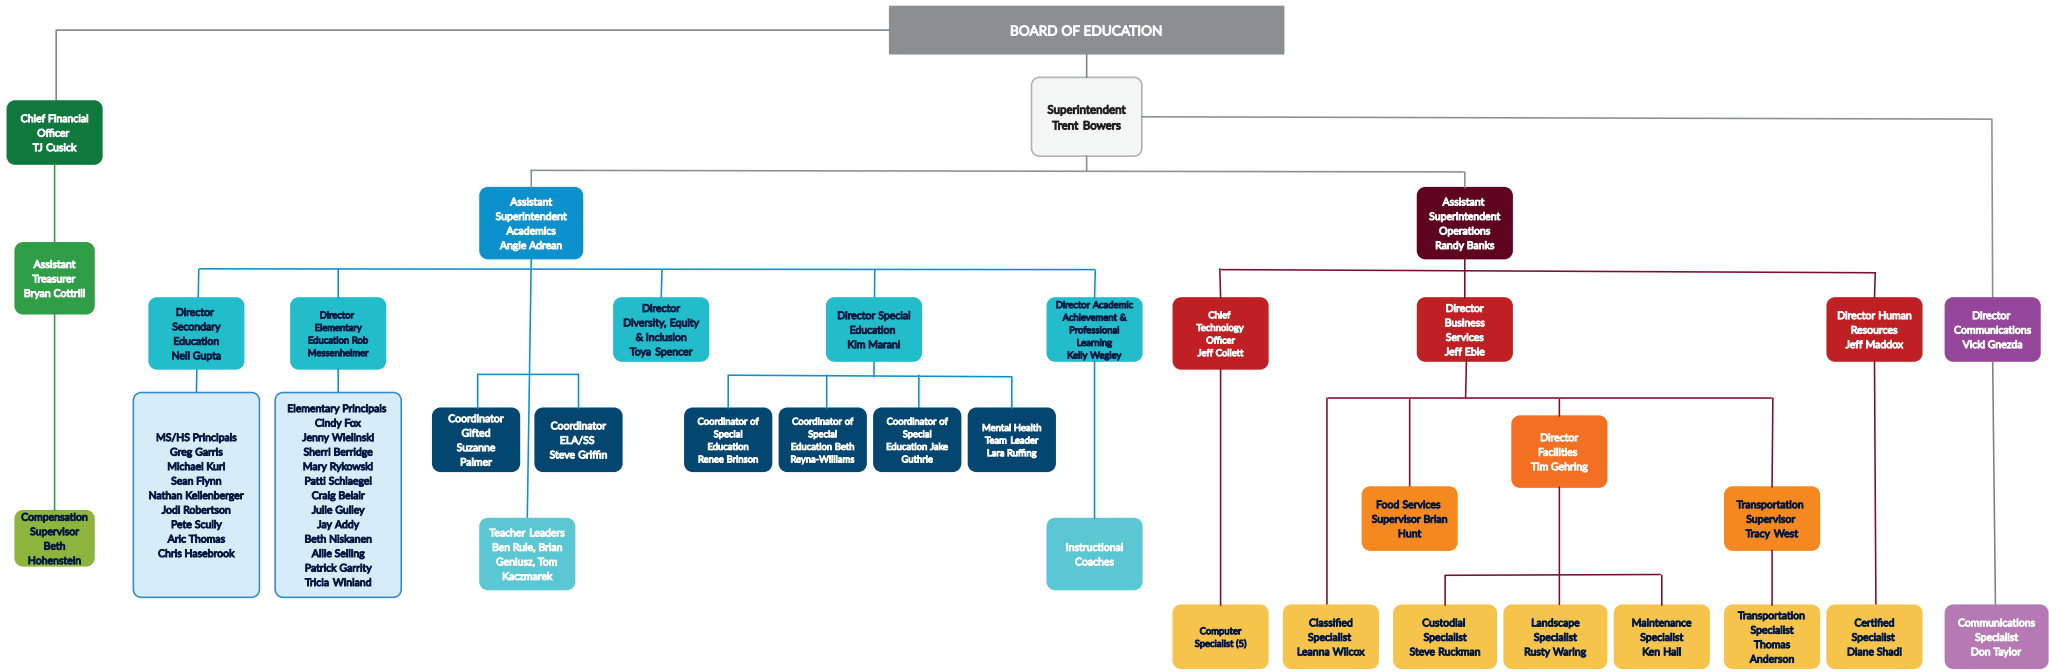 BOARD OF EDUCATION
Superintendent
Trent Bowers
Chief Financial
Officer
TJ Cusick
Assistant
Treasurer
Bryan Cottrill
Compensation
Supervisor
Beth
Hohenstein
Assistant
Superintendent
Academics
Angie Adrean
Director
Secondary
Education
Neil Gupta
MS/HS Principals
Greg Garris
Michael Kuri
Sean Flynn
Nathan Kellenberger
Jodi Robertson
Pete Scully
Aric Thomas
Chris Hasebrook
Director
Elementary
Education Rob
Messenheimer
Elementary Principals
Cindy Fox
Jenny Wielinski
Sherri Berridge
Mary Rykowski
Patti Schlaegel
Craig Belair
Julie Gulley
Jay Addy
Beth Niskanen
Allie Seiling
Patrick Garrity
Tricia Winland
Coordinator
Gifted
Suzanne
Palmer
Coordinator
ELA/SS
Steve Griffin
Teacher Leaders
Ben Rule, Brian
Geniusz, Tom
Kaczmarek
Director
Diversity, Equity
& Inclusion
Toya Spencer
Director Special
Education
Kim Marani
Coordinator of
Special
Education
Renee Brinson
Coordinator of
Special
Education Beth
Reyna-Williams
Coordinator of
Special
Education Jake
Guthrie
Mental Health
Team Leader
Lara Ruffing
Director Academic
Achievement &
Professional
Learning
Kelly Wegley
Instructional
Coaches
Assistant
Superintendent
Operations
Randy Banks
Chief
Technology
Officer
Jeff Collett
Computer
Specialist (5)
Director
Business
Services
Jeff Eble
Classified
Specialist
Leanna Wilcox
Food Services
Supervisor Brian
Hunt
Director
Facilities
Tim Gehring
Custodial
Specialist
Steve Ruckman
Landscape
Specialist
Rusty Waring
Maintenance
Specialist
Ken Hall
Transportation
Supervisor
Tracy West
Transportation
Specialist
Thomas
Anderson
Director Human
Resources
Jeff Maddox
Certified
Specialist
Diane Shadi
Director
Communications
Vicki Gnezda
Communications
Specialist
Don Taylor